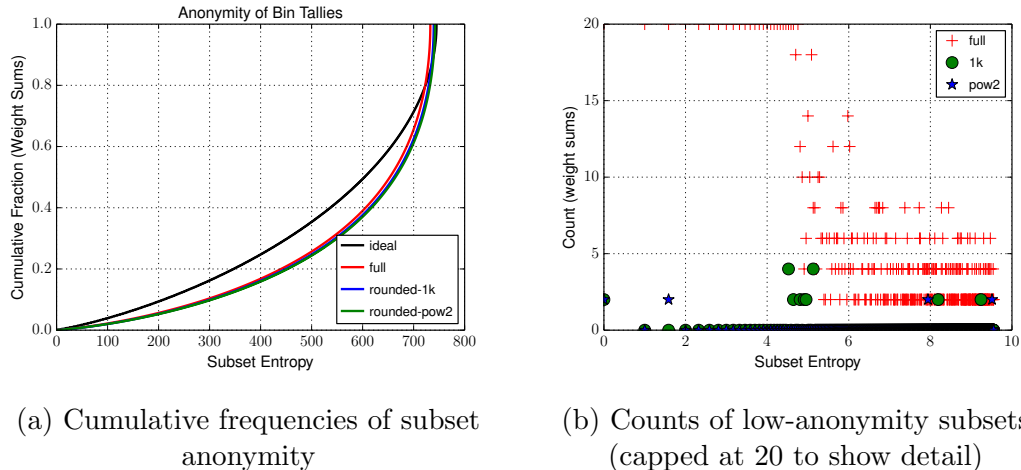 Anonymity of Bin Tallies
1.0
0.8
0.6
0.4
0.2
0.0
Cumulative Fraction (Weight Sums)
ideal
full
rounded-1k
rounded-pow2
0 100 200 300 400 500 600 700 800
Subset Entropy
(a) Cumulative frequencies of subset
anonymity
20
15
10
5
0
Count (weight sums)
full
1k
pow2
0 2 4 6 8 10
Subset Entropy
(b) Counts of low-anonymity subsets
(capped at 20 to show detail)